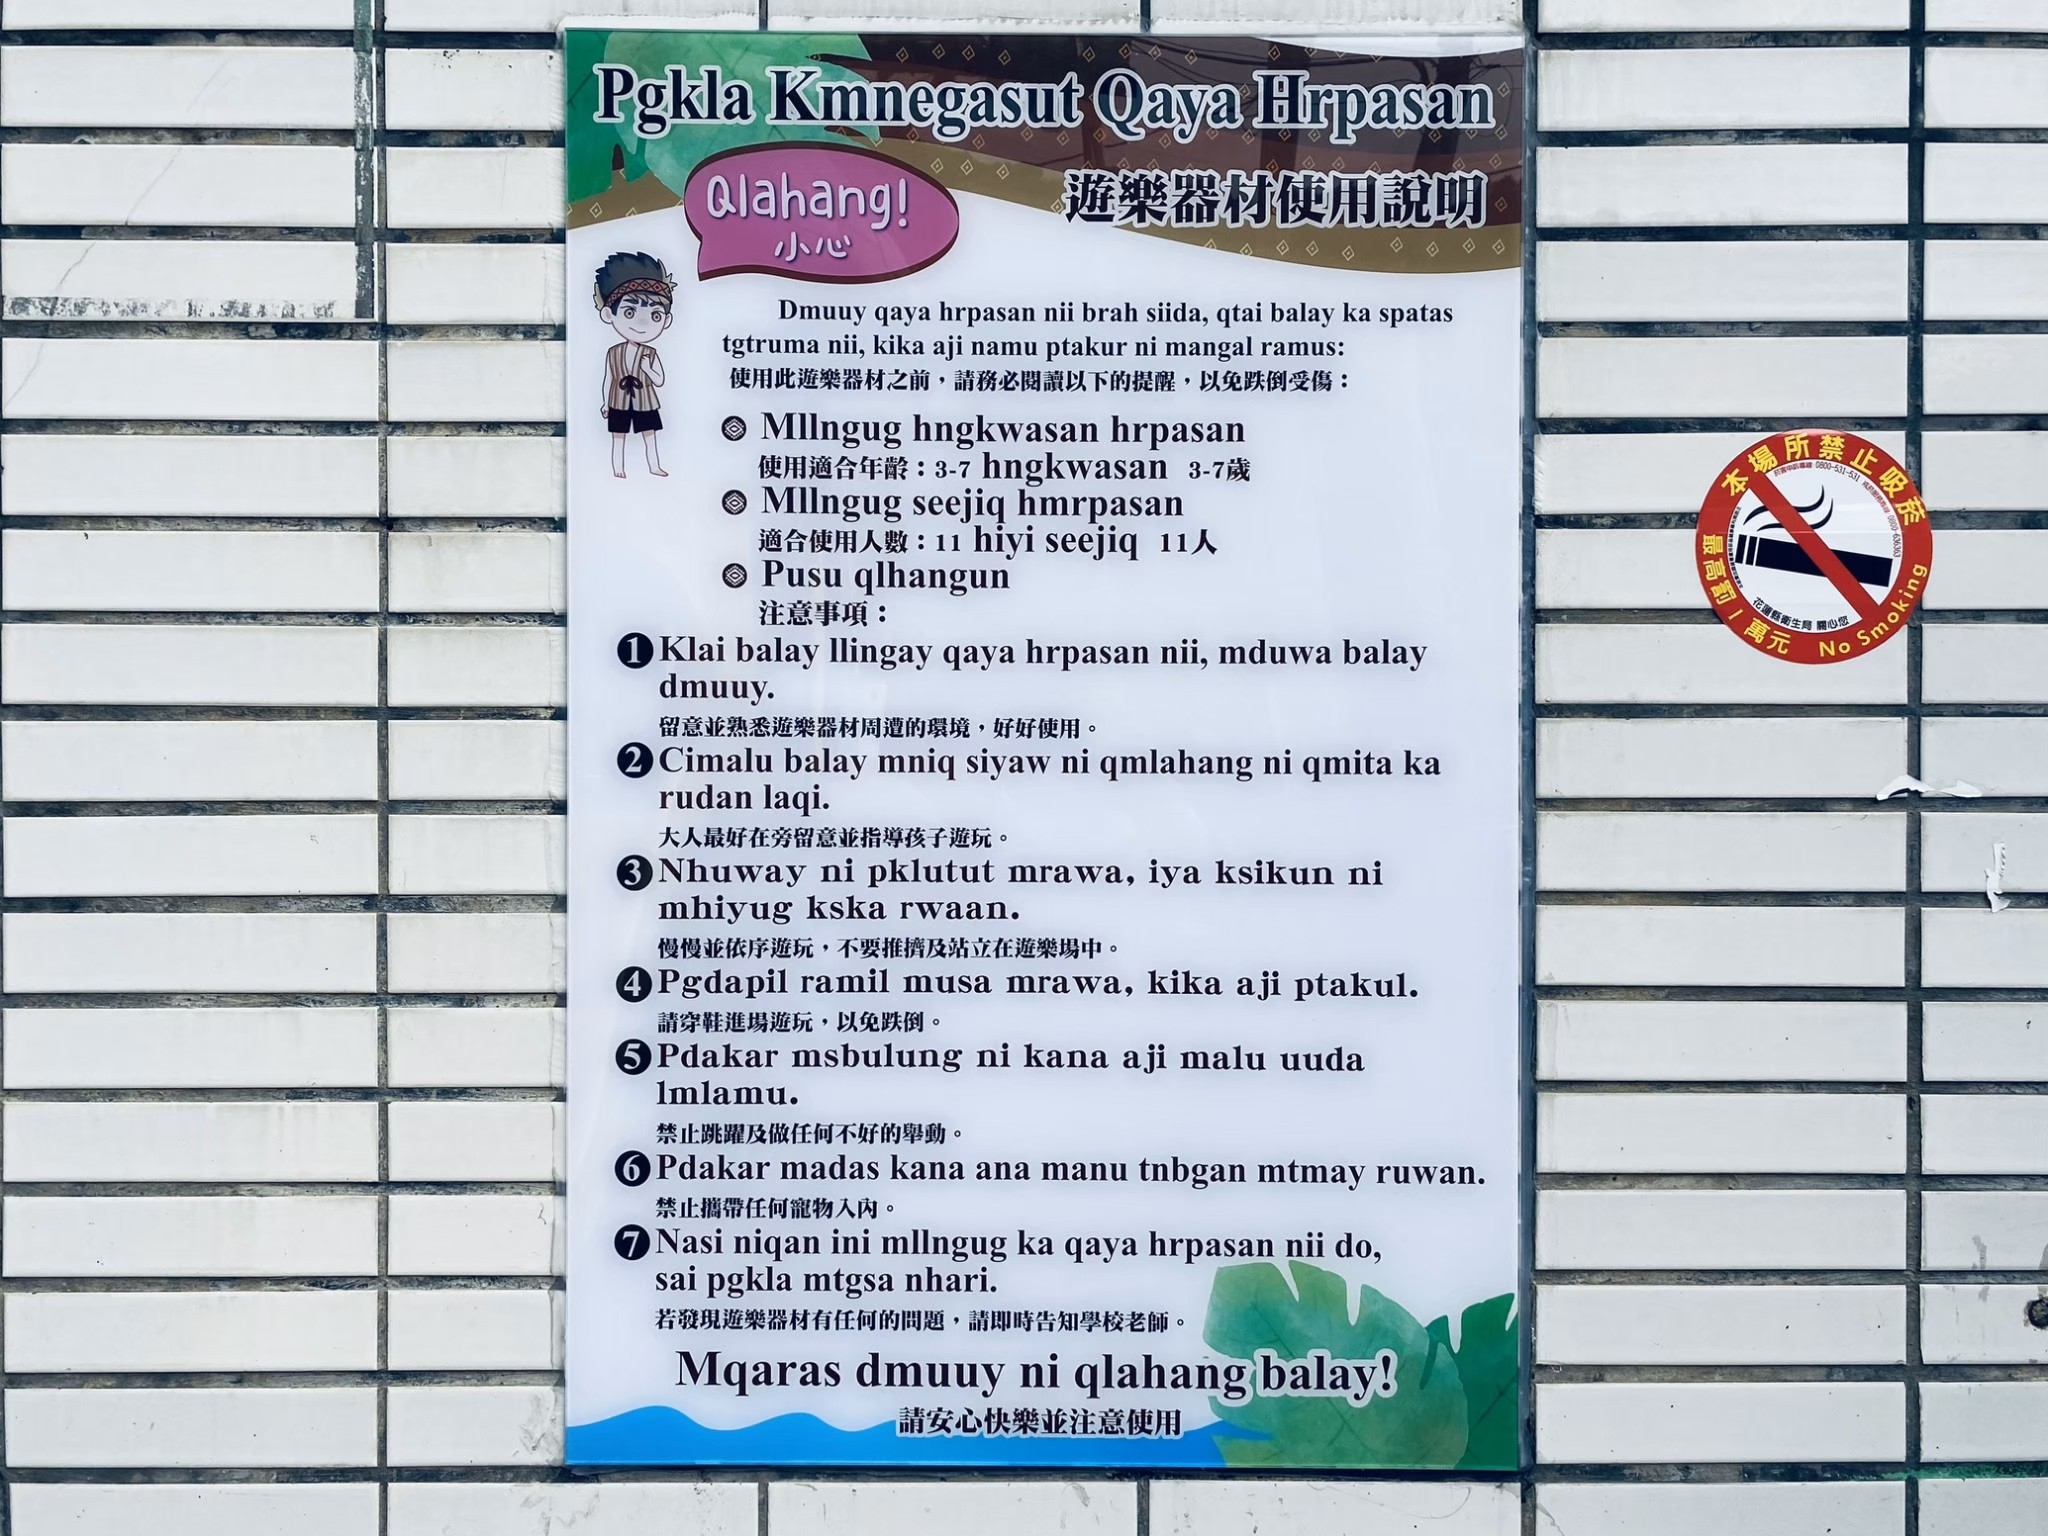 Pgkla Kmnegasut Qaya Hrpasan
Qlahang!
小心
遊樂器材使用說明
Dmuuy qaya hrpasan nii brah siida, qtai balay ka spatas
tgtruma nii, kika aji namu ptakur ni mangal ramus:
使用此遊樂器材之前，請務必閱讀以下的提醒，以免跌倒受傷：
Mllngug hngkwasan hrpasan
使用適合年齡：3-7 hngkwasan 3-7歲
Mllngug seejiq hmrpasan
適合使用人數：11 hiyi seejiq 11人
Pusu qlhangun
注意事項：
1 Klai balay llingay qaya hrpasan nii, mduwa balay
dmuuy.
留意並熟悉遊樂器材周遭的環境，好好使用。
2 Cimalu balay mniq siyaw ni qmlahang ni qmita ka
rudan laqi.
大人最好在旁留意並指導孩子遊玩。
3 Nhuway ni pklutut mrawa, iya ksikun ni
mhiyug kska rwaan.
慢慢並依序遊玩，不要推擠及站立在遊樂場中。
4 Pgdapil ramil musa mrawa, kika aji ptakul.
請穿鞋進場遊玩，以免跌倒。
5 Pdakar msbulung ni kana aji malu uuda
lmlamu.
禁止跳躍及做任何不好的舉動。
6 Pdakar madas kana ana manu tnbgan mtmay ruwan.
禁止攜帶任何寵物入內。
7 Nasi niqan ini mllngug ka qaya hrpasan nii do,
sai pgkla mtgsa nhari.
若發現遊樂器材有任何的問題，請即時告知學校老師。
Mqaras dmuuy ni qlahang balay!
請安心快樂並注意使用
本場所禁止吸菸
0800-531-531
0800-636363
花蓮縣衛生局 關心您
最高罰一萬元 No Smoking